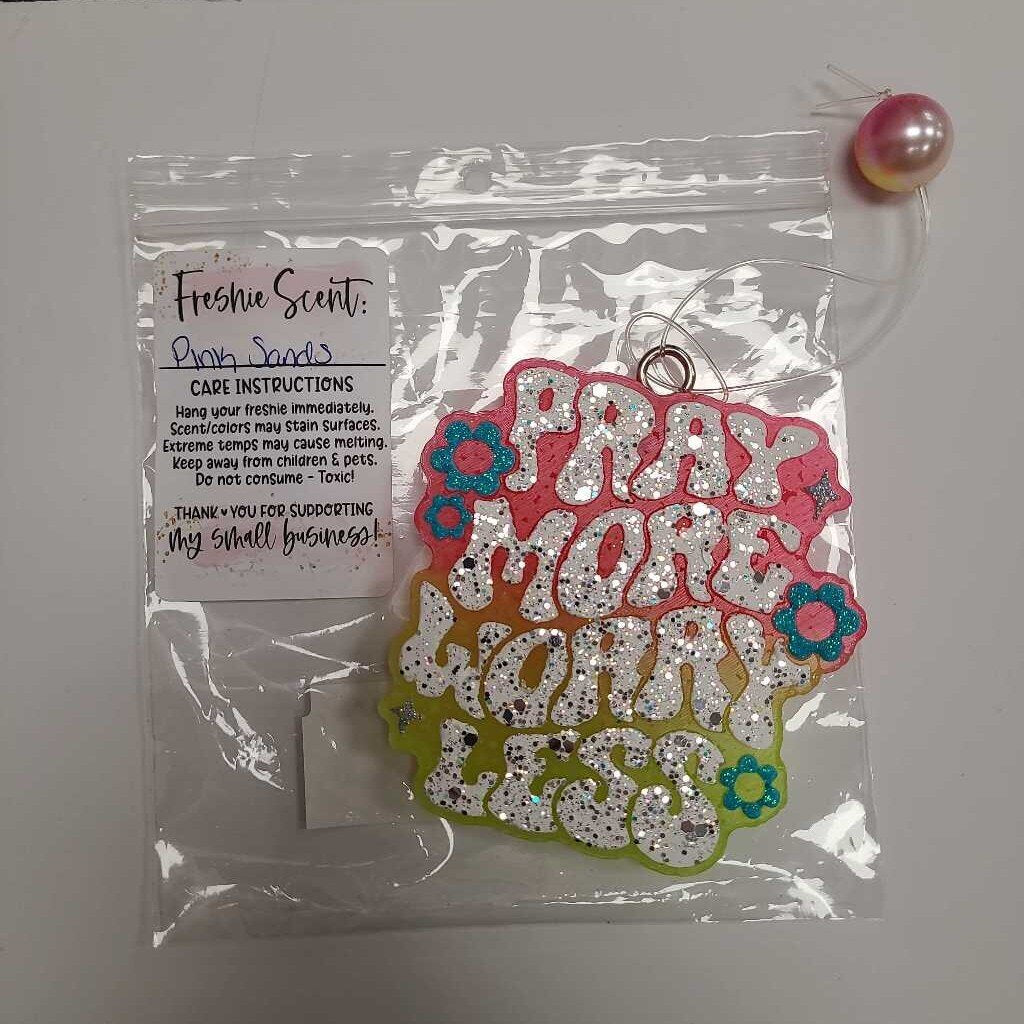 Freshie Scent:
Pink Sands
CARE INSTRUCTIONS
Hang your freshie immediately.
Scent/colors may stain surfaces.
Extreme temps may cause melting.
Keep away from children & pets.
Do not consume - Toxic!
THANK ♥ YOU FOR SUPPORTING
my small business!
PRAY
MORE
WORRY
LESS